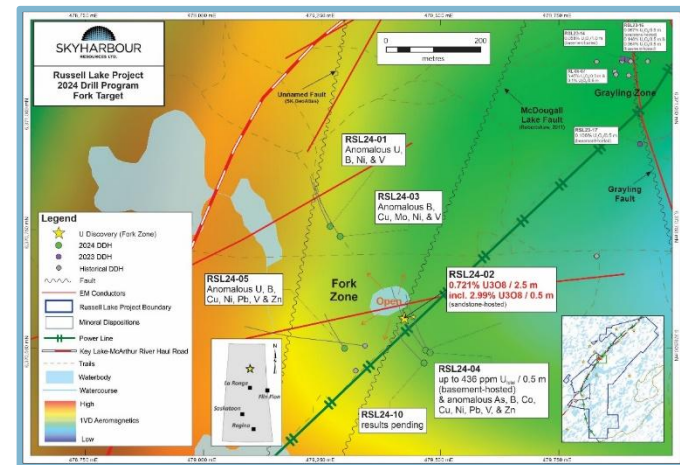 SKYHARBOUR
RESOURCES LTD.
Russell Lake Project
2024 Drill Program
Fork Target
0 200
metres
Unnamed Fault
McDougall
Lake Fault
Grayling Zone
RSL24-01
Anomalous U,
B, Ni, & V
RSL24-03
Anomalous B,
Cu, Mo, Ni, & V
Grayling
Fault
Legend
U Discovery (Fork Zone)
2024 DDH
2023 DDH
Historical DDH
Fault
EM Conductors
Russell Lake Project Boundary
Mineral Dispositions
Power Line
Key Lake-McArthur River Haul Road
Trails
Waterbody
Watercourse
High
TVD Aeromagnetics
Low
RSL24-05
Anomalous U, B,
Cu, Ni, Pb, V & Zn
Fork
Zone
Open
RSL24-02
0.721% U3O8 / 2.5 m
incl. 2.99% U3O8 / 0.5 m
(sandstone-hosted)
RSL24-04
up to 436 ppm / 0.5 m
(basement-hosted)
& anomalous As, B, Co,
Cu, Ni, Pb, V, & Zn
RSL24-10
results pending
N
La Ronge
Flin Flon
Saskatoon
Regina